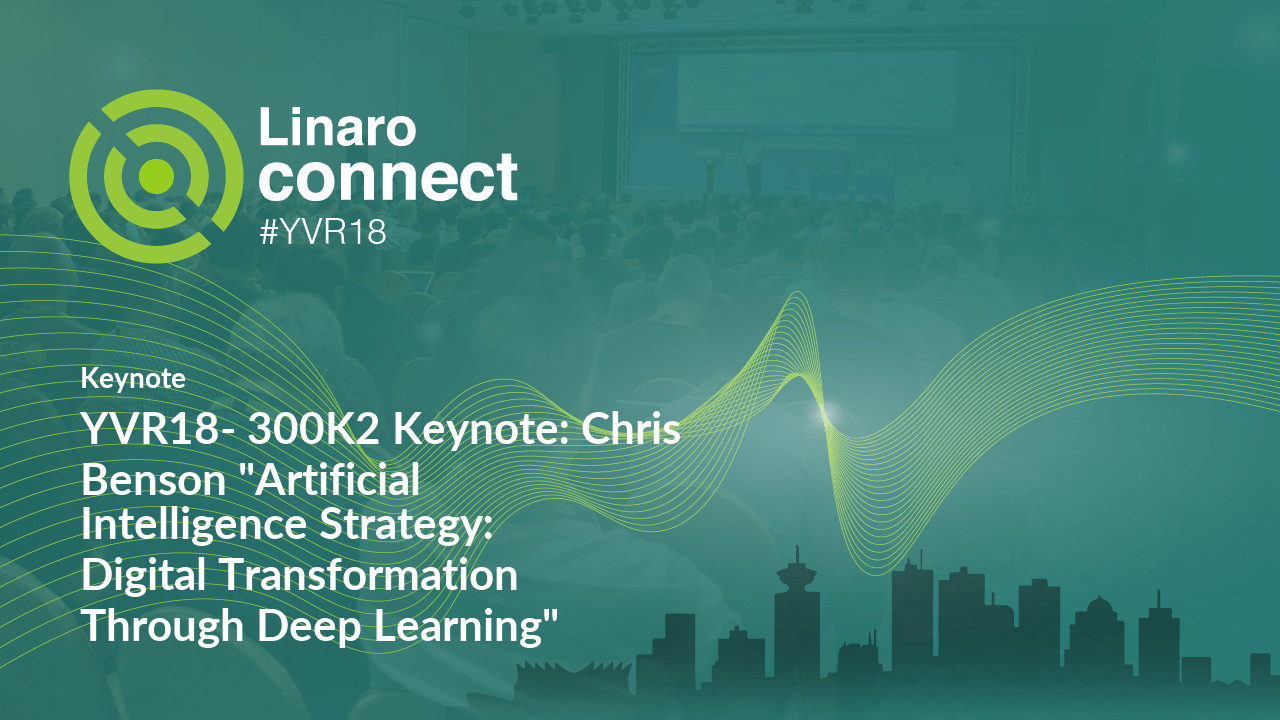 Linaro
connect
#YVR18
Keynote
YVR18- 300K2 Keynote: Chris
Benson "Artificial
Intelligence Strategy:
Digital Transformation
Through Deep Learning"